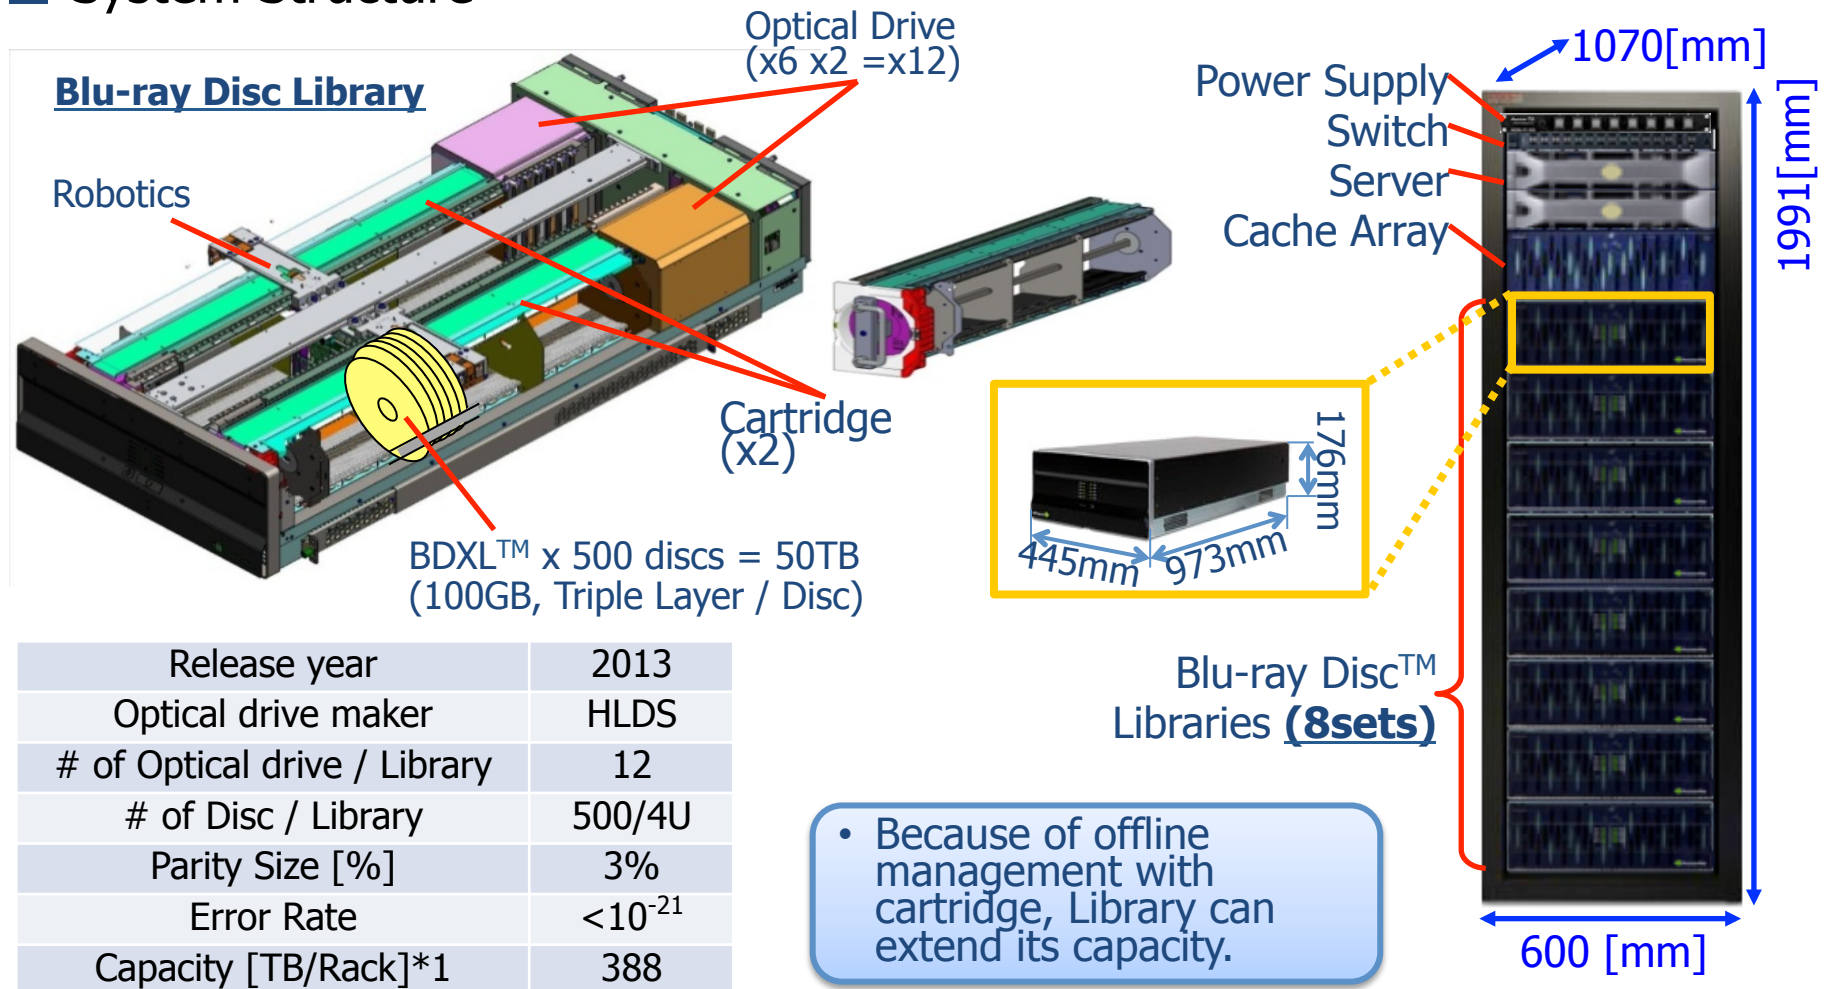 System Structure
Blu-ray Disc Library
Optical Drive
(x6 x2 =x12)
Robotics
Cartridge
(x2)
BDXL™ x 500 discs = 50TB
(100GB, Triple Layer / Disc)
Power Supply
Switch
Server
Cache Array
1070[mm]
1991[mm]
176mm
445mm
973mm
Blu-ray Disc™
Libraries (8sets)
600 [mm]
Release year 2013
Optical drive maker HLDS
# of Optical drive / Library 12
# of Disc / Library 500/4U
Parity Size [%] 3%
Error Rate <10⁻²¹
Capacity [TB/Rack]*1 388
• Because of offline
management with
cartridge, Library can
extend its capacity.